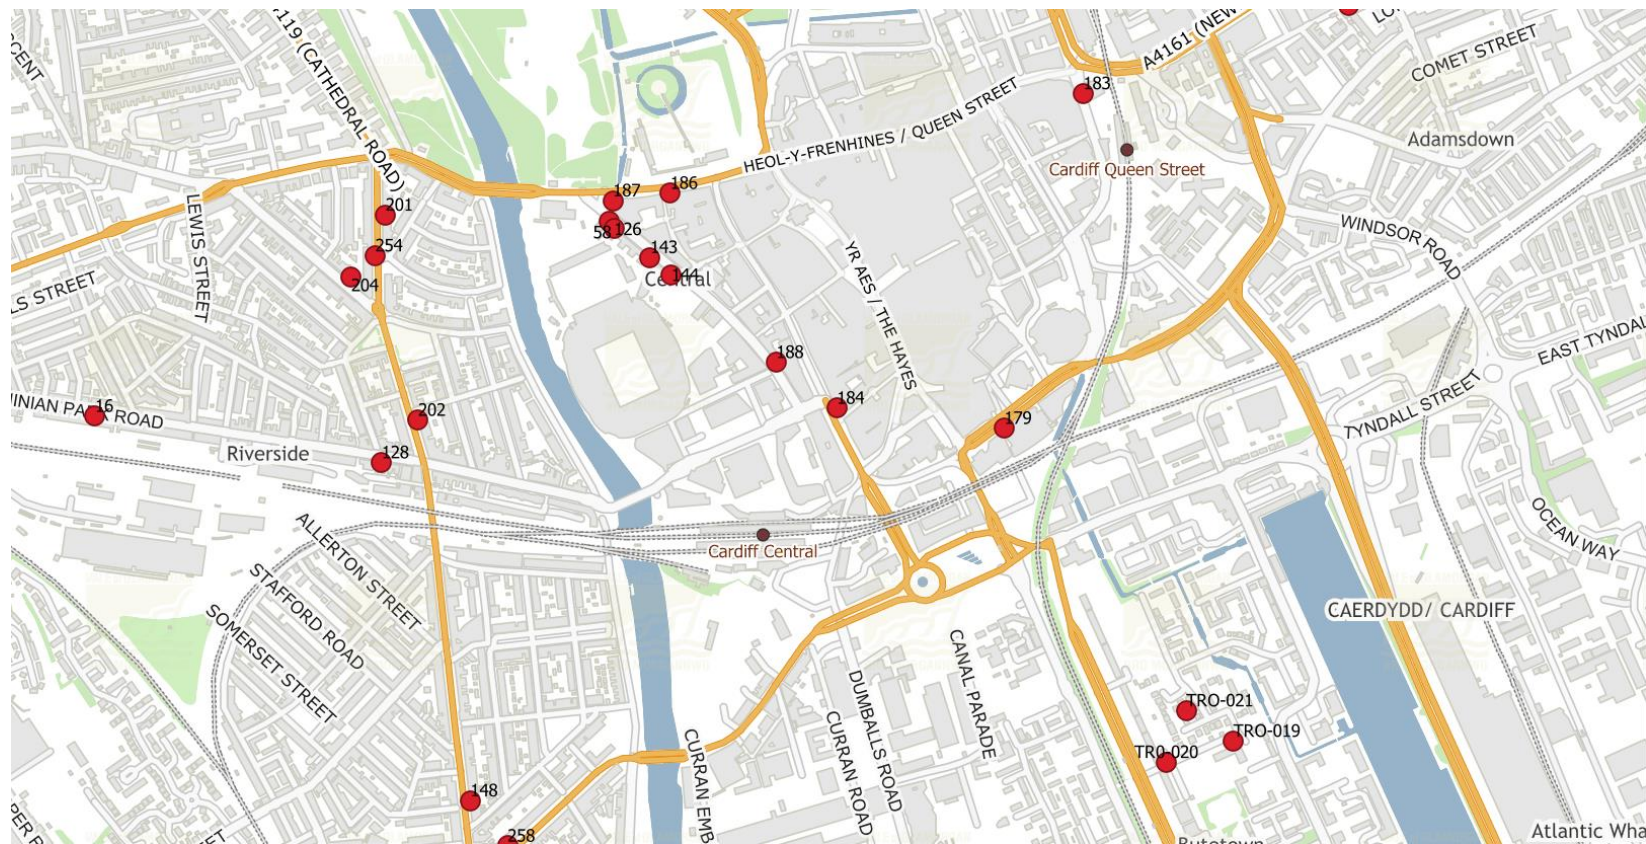 A4119 (CATHEDRAL ROAD)
A4161 (NEW
COMET STREET
183
HEOL-Y-FRENHINES / QUEEN STREET
Adamsdown
Cardiff Queen Street
187
186
201
LEWIS STREET
58
126
WINDSOR ROAD
254
143
204
144
Central
YR AES / THE HAYES
LS STREET
EAST TYNDAL
188
16
NINIAN PARK ROAD
202
184
179
TYNDALL STREET
Riverside
128
Cardiff Central
OCEAN WAY
ALLERTON STREET
STAFFORD ROAD
SOMERSET STREET
CAERDYDD/ CARDIFF
CANAL PARADE
DUMBALLS ROAD
CURRAN ROAD
CURRAN EMB
TRO-021
TRO-019
TR0-020
148
258
Butetown
Atlantic Wha